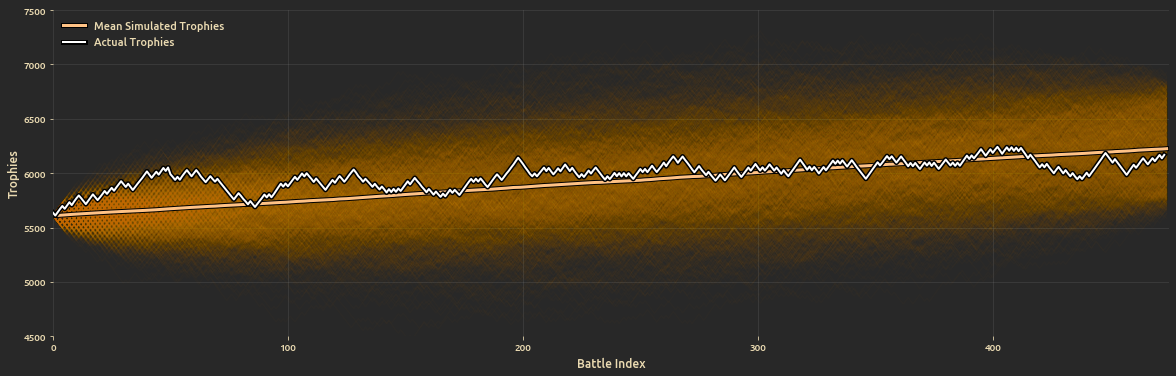 7500
Mean Simulated Trophies
Actual Trophies
7000
6500
6000
5500
5000
4500
Trophies
0 100 200 300 400
Battle Index